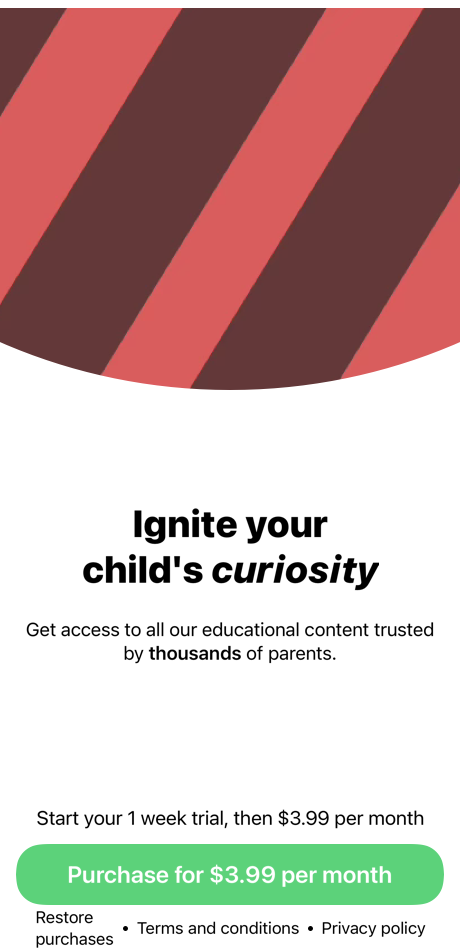 Ignite your
child's curiosity
Get access to all our educational content trusted
by thousands of parents.
Start your 1 week trial, then $3.99 per month
Purchase for $3.99 per month
Restore
purchases • Terms and conditions • Privacy policy